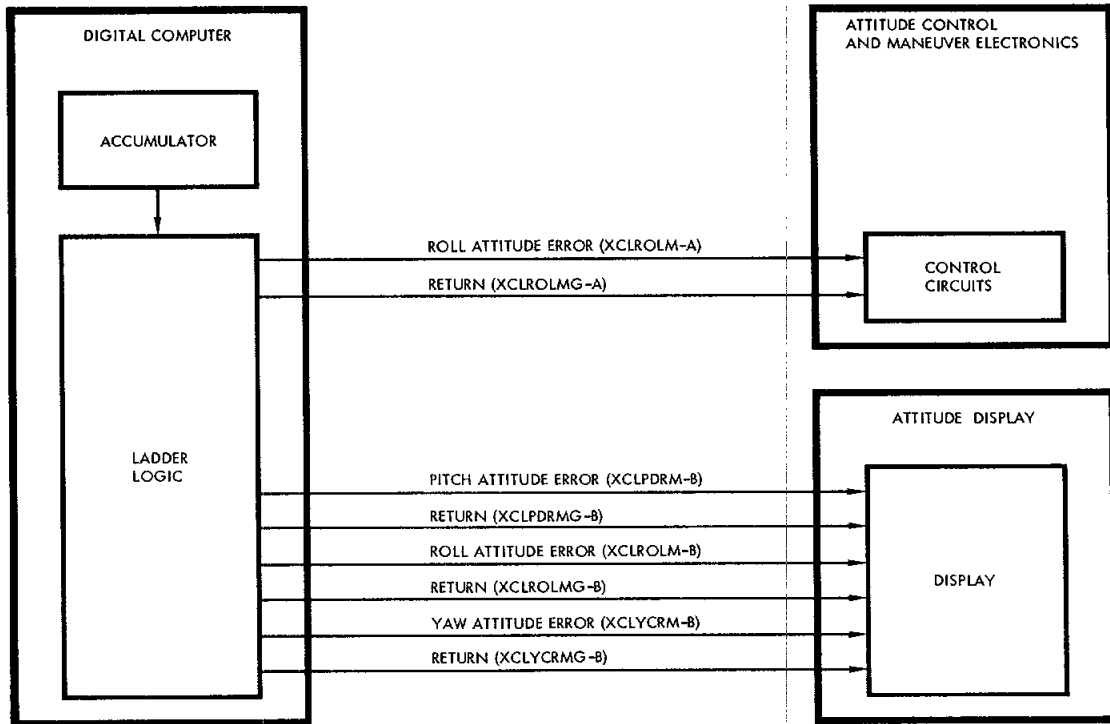 DIGITAL COMPUTER
ACCUMULATOR
LADDER
LOGIC
ROLL ATTITUDE ERROR (XCLROLM-A)
RETURN (XCLROLMG-A)
PITCH ATTITUDE ERROR (XCLPDRM-B)
RETURN (XCLPDRMG-B)
ROLL ATTITUDE ERROR (XCLROLM-B)
RETURN (XCLROLMG-B)
YAW ATTITUDE ERROR (XCLYCRM-B)
RETURN (XCLYCRMG-B)
ATTITUDE CONTROL
AND MANEUVER ELECTRONICS
CONTROL
CIRCUITS
ATTITUDE DISPLAY
DISPLAY